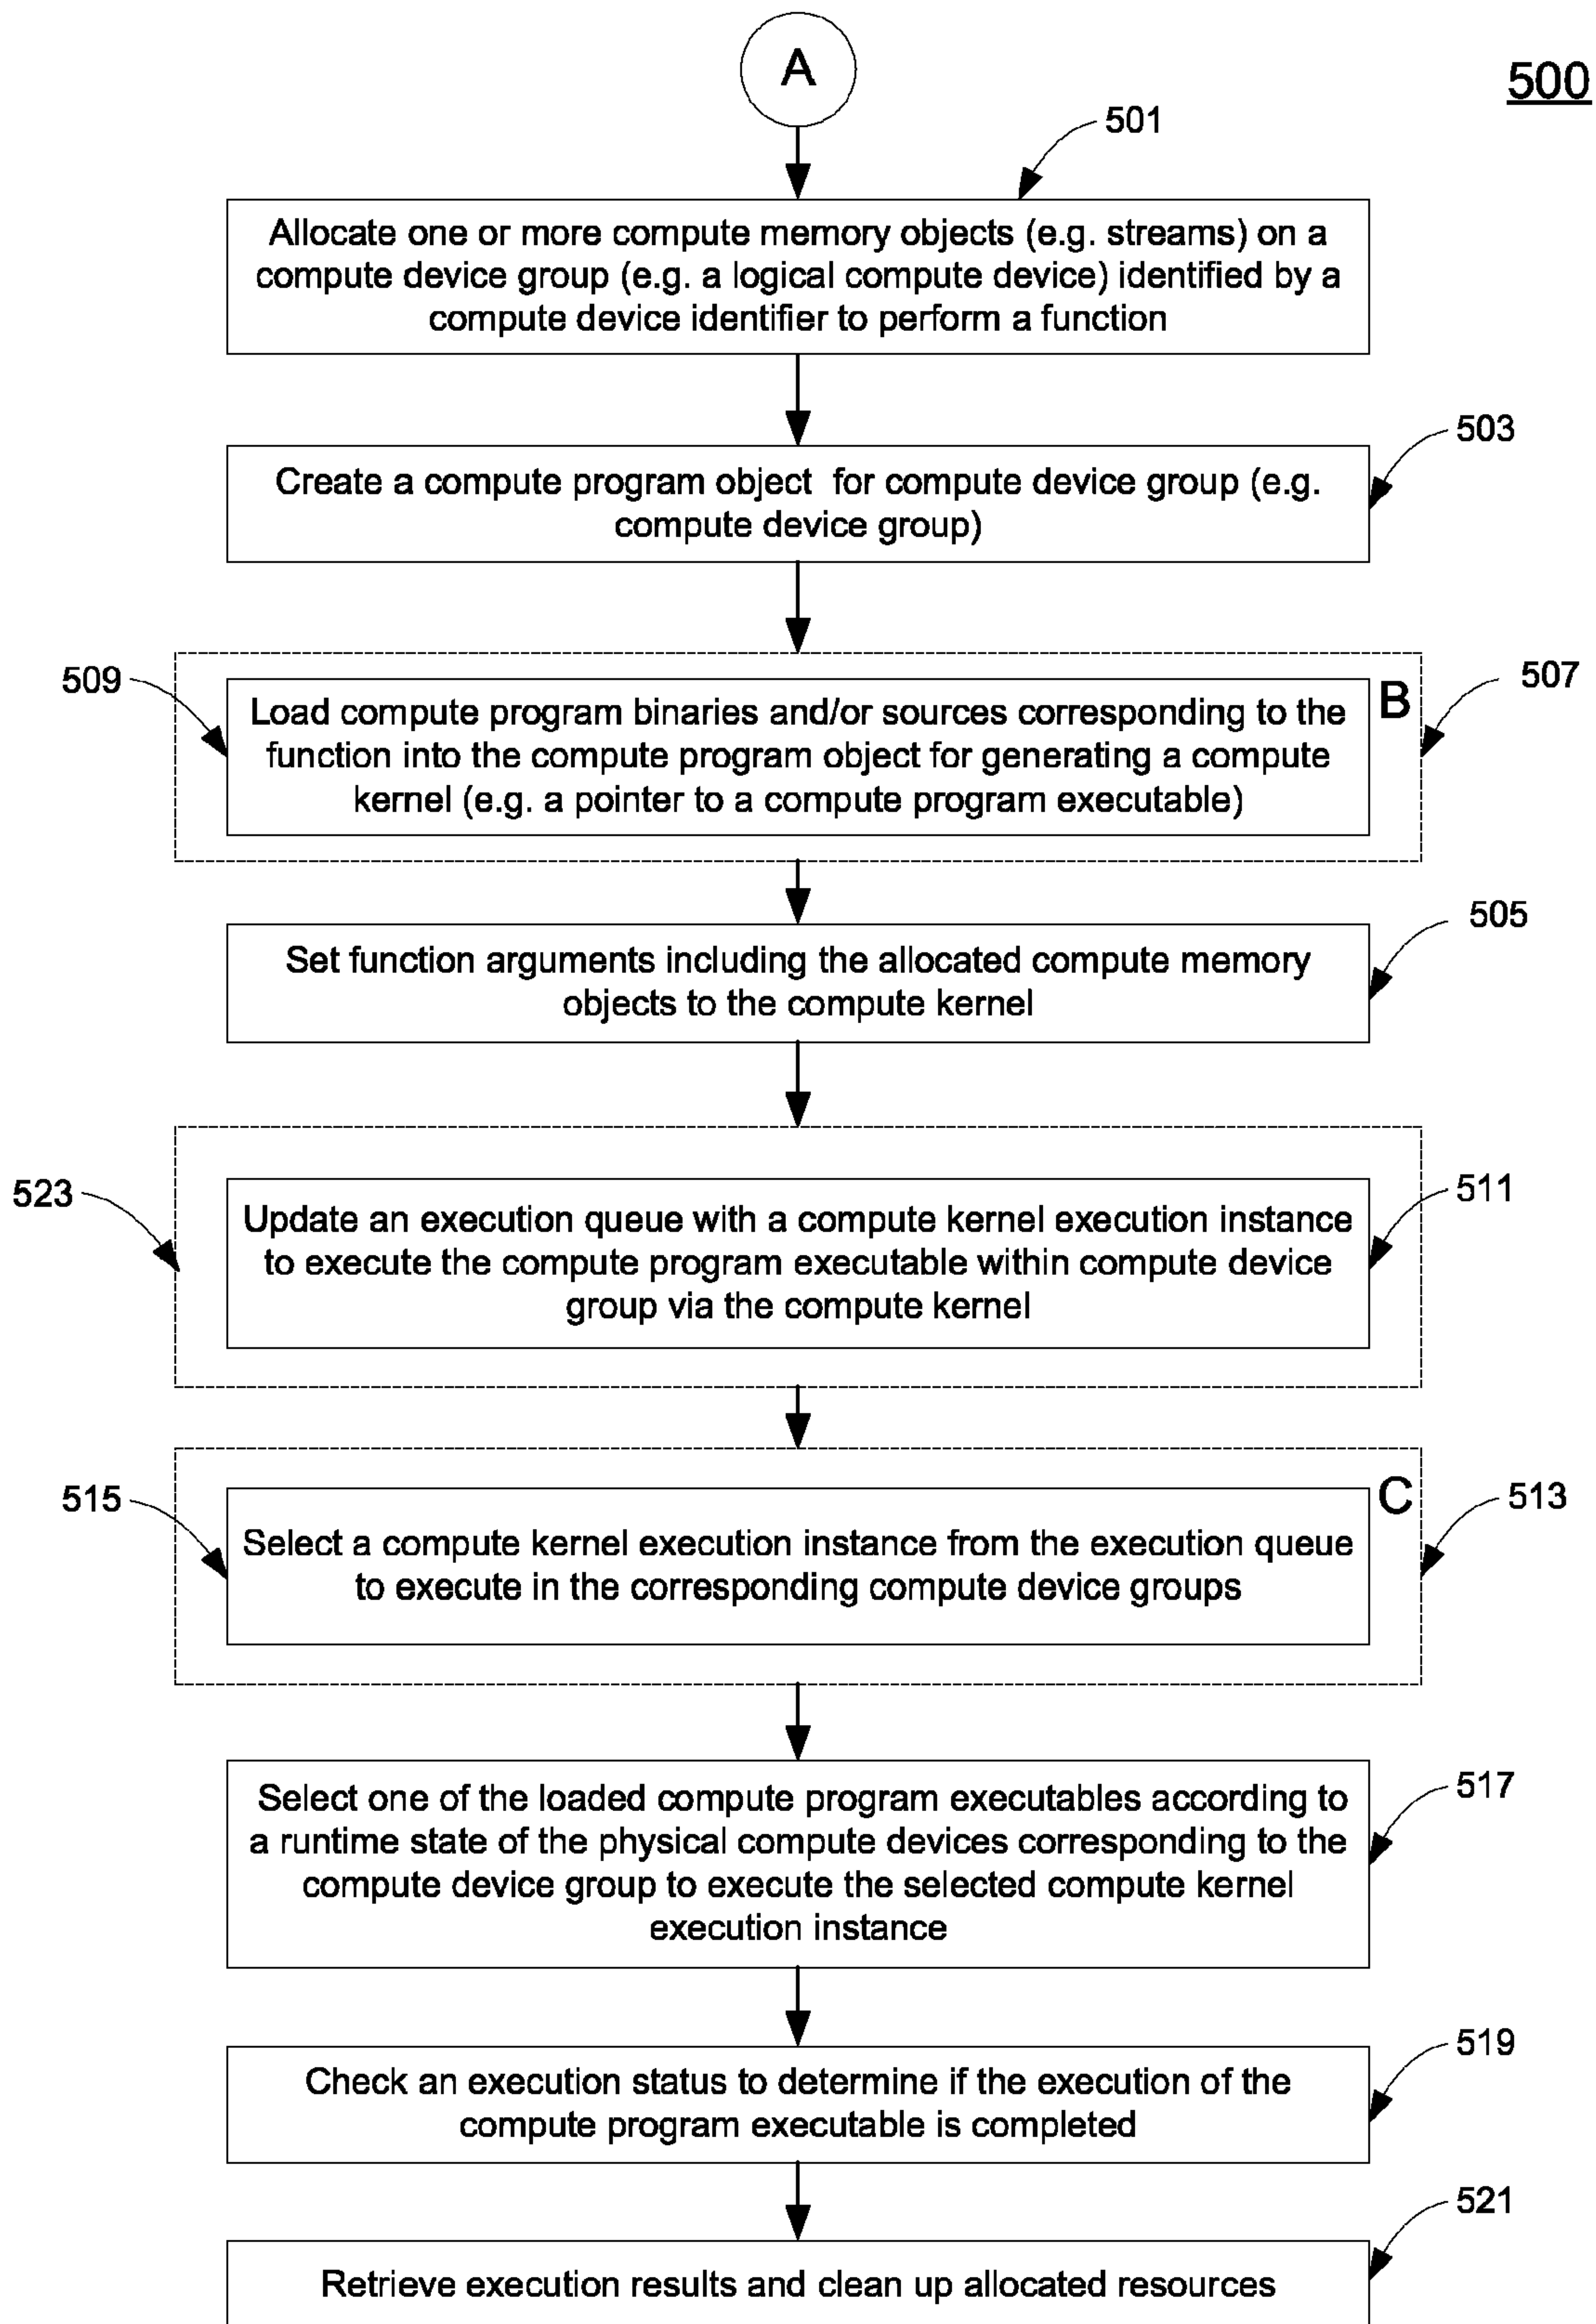 A
500
501
Allocate one or more compute memory objects (e.g. streams) on a
compute device group (e.g. a logical compute device) identified by a
compute device identifier to perform a function
503
Create a compute program object for compute device group (e.g.
compute device group)
509
B
507
Load compute program binaries and/or sources corresponding to the
function into the compute program object for generating a compute
kernel (e.g. a pointer to a compute program executable)
505
Set function arguments including the allocated compute memory
objects to the compute kernel
523
511
Update an execution queue with a compute kernel execution instance
to execute the compute program executable within compute device
group via the compute kernel
515
C
513
Select a compute kernel execution instance from the execution queue
to execute in the corresponding compute device groups
517
Select one of the loaded compute program executables according to
a runtime state of the physical compute devices corresponding to the
compute device group to execute the selected compute kernel
execution instance
519
Check an execution status to determine if the execution of the
compute program executable is completed
521
Retrieve execution results and clean up allocated resources